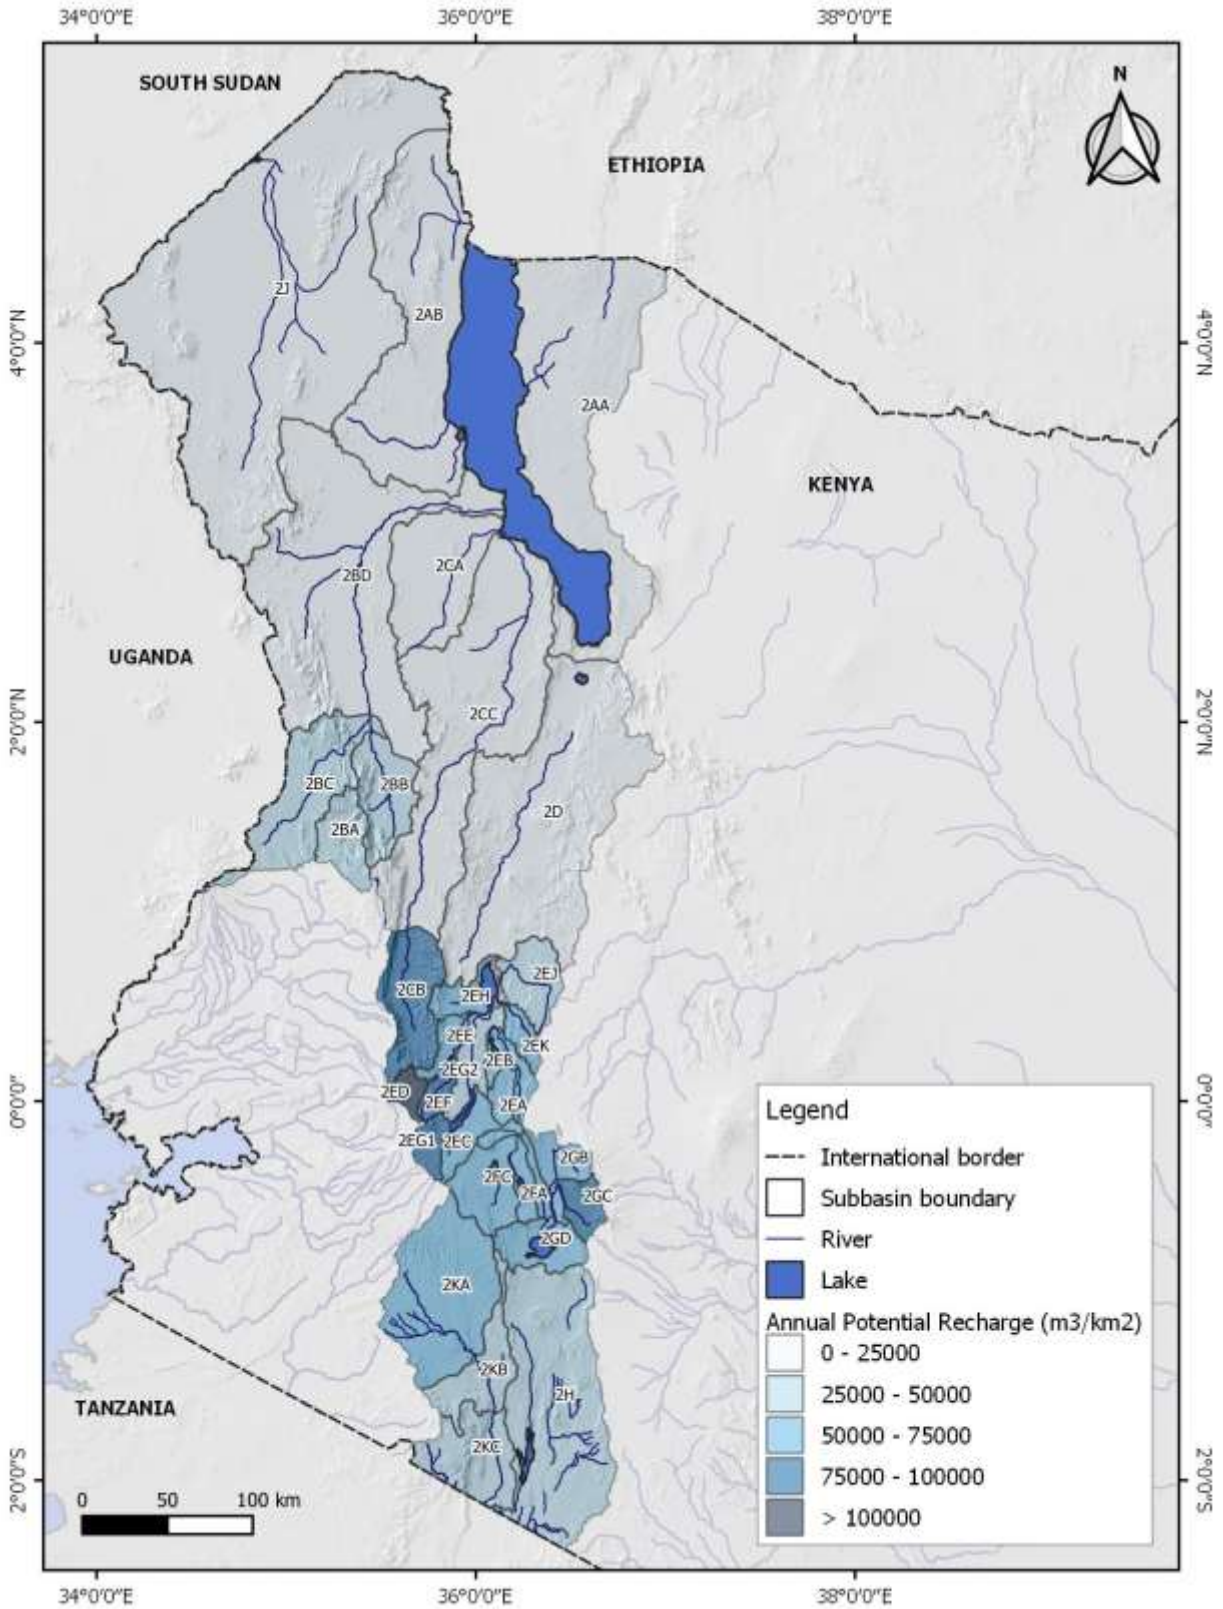 34°0'0"E 36°0'0"E 38°0'0"E
SOUTH SUDAN
N
ETHIOPIA
2J
2AB
4°0'0"N
4°0'0"N
2AA
KENYA
2CA
2BD
UGANDA
2CC
2°0'0"N
2°0'0"N
2BC
2BB
2D
2BA
2EJ
2CB
2EH
2EE
2EK
2EB
2EG2
2ED
2EF
2EA
0°0'0"
0°0'0"
2EG1
2EC
2GB
2FC
2FA
2GC
2GD
2KA
2KB
2H
2KC
TANZANIA
2°0'0"S
2°0'0"S
0 50 100 km
Legend
International border
Subbasin boundary
River
Lake
Annual Potential Recharge (m3/km2)
0 - 25000
25000 - 50000
50000 - 75000
75000 - 100000
> 100000
34°0'0"E 36°0'0"E 38°0'0"E